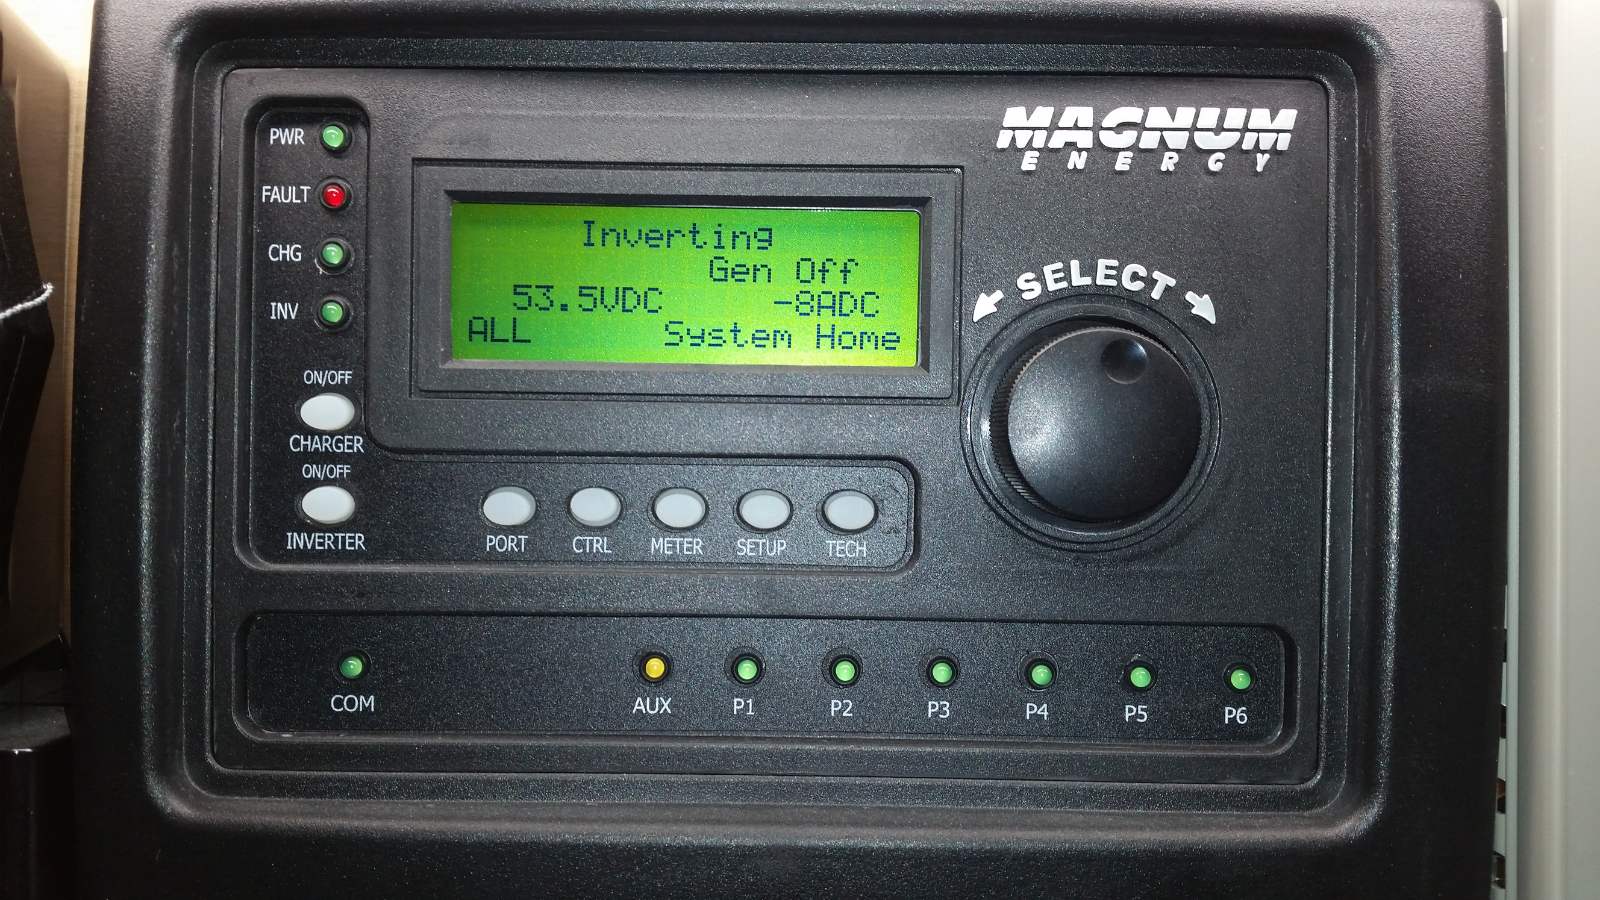 MAGNUM
ENERGY
PWR
FAULT
CHG
INV
Inverting
Gen Off
53.5VDC -8ADC
ALL System Home
SELECT
ON/OFF
CHARGER
ON/OFF
INVERTER
PORT CTRL METER SETUP TECH
COM AUX P1 P2 P3 P4 P5 P6